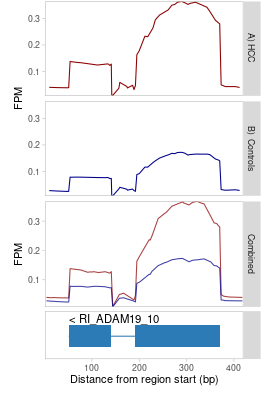 0.3
0.2
0.1
FPM
A) HCC
0.3
0.2
0.1
B) Controls
0.3
0.2
0.1
FPM
Combined
< RI_ADAM19_10
100 200 300 400
Distance from region start (bp)